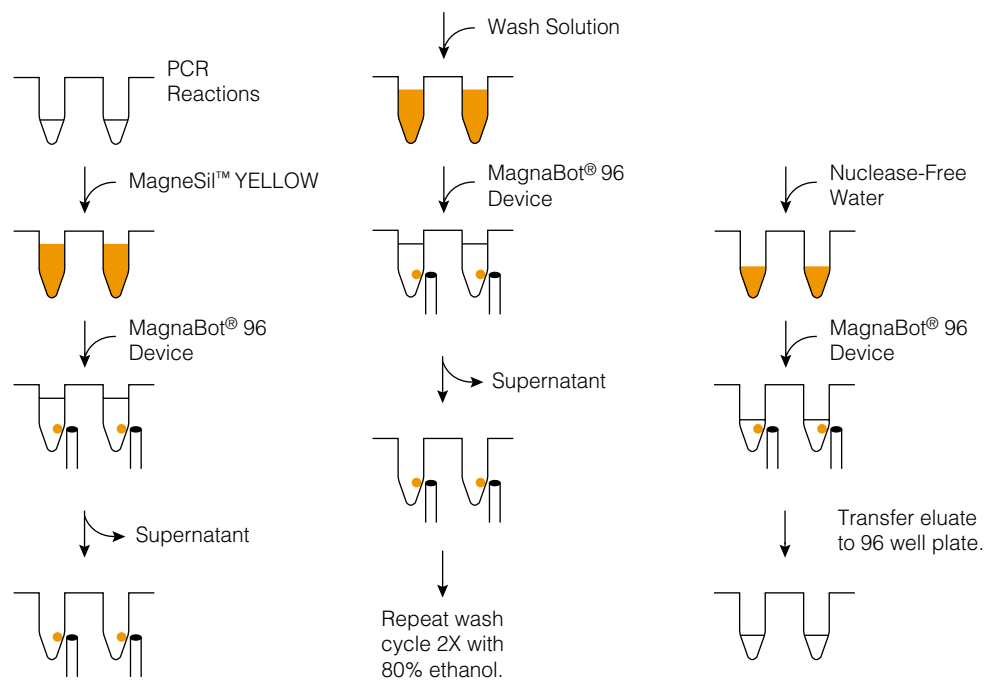 PCR
Reactions
MagneSil™ YELLOW
MagnaBot® 96
Device
Supernatant
Wash Solution
MagnaBot® 96
Device
Supernatant
Repeat wash
cycle 2X with
80% ethanol.
Nuclease-Free
Water
MagnaBot® 96
Device
Transfer eluate
to 96 well plate.